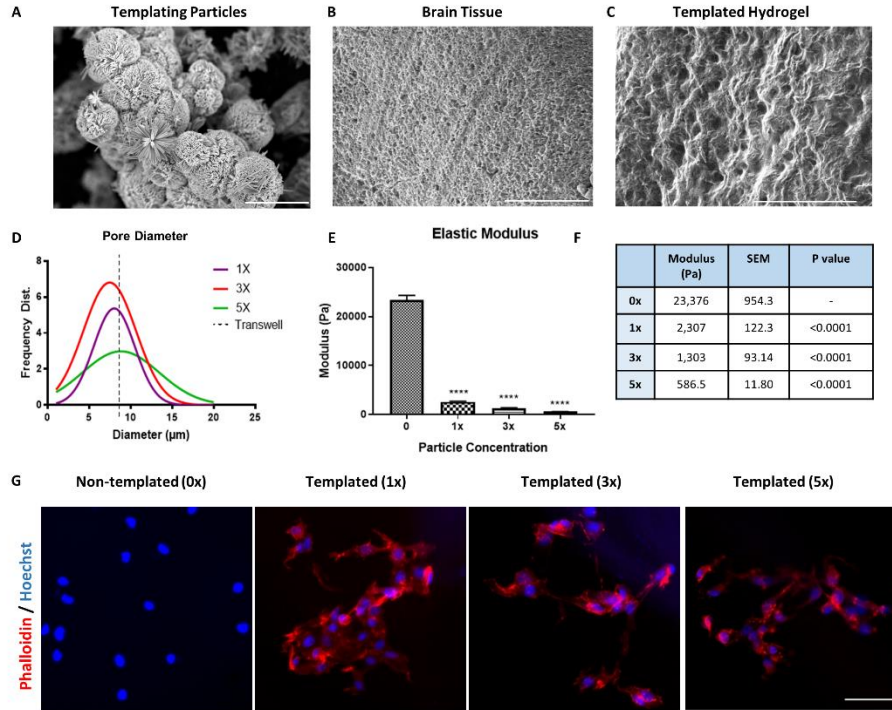 A
Templating Particles
B
Brain Tissue
C
Templated Hydrogel
D
Pore Diameter
Frequency Dist.
8
6
4
2
0
0
5
10
15
20
25
Diameter (µm)
1X
3X
5X
Transwell
E
Elastic Modulus
Modulus (Pa)
30000
20000
10000
0
****
****
****
0
1x
3x
5x
Particle Concentration
F
Modulus (Pa) SEM P value
0x 23,376 954.3 -
1x 2,307 122.3 <0.0001
3x 1,303 93.14 <0.0001
5x 586.5 11.80 <0.0001
G
Non-templated (0x)
Templated (1x)
Templated (3x)
Templated (5x)
Phalloidin / Hoechst